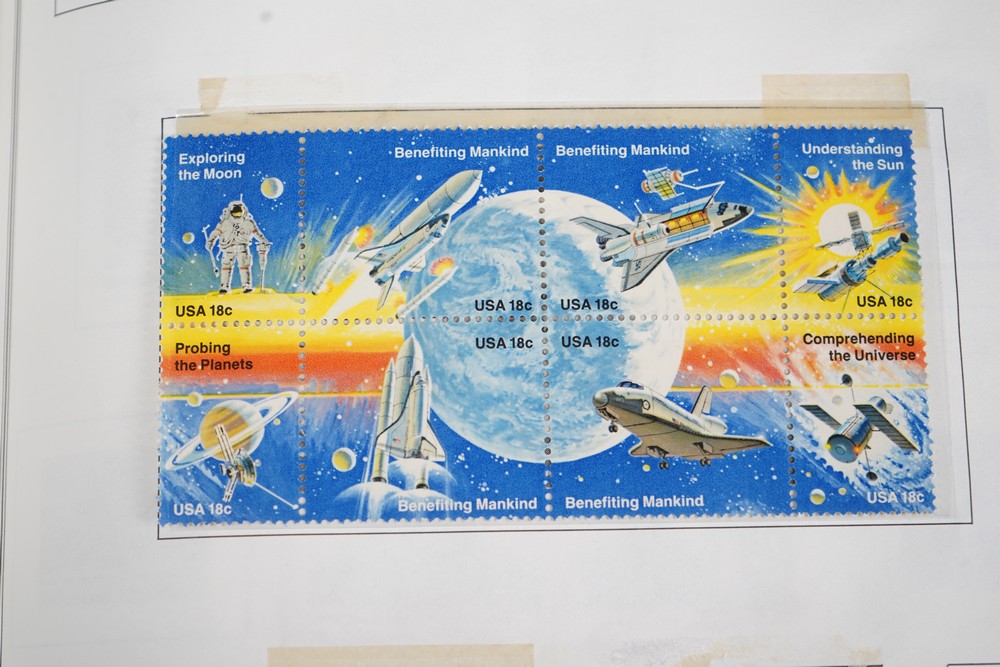 Exploring
the Moon
USA 18c
Benefiting Mankind
USA 18c
Benefiting Mankind
USA 18c
Understanding
the Sun
USA 18c
Probing
the Planets
USA 18c
USA 18c
Benefiting Mankind
USA 18c
Benefiting Mankind
Comprehending
the Universe
USA 18c